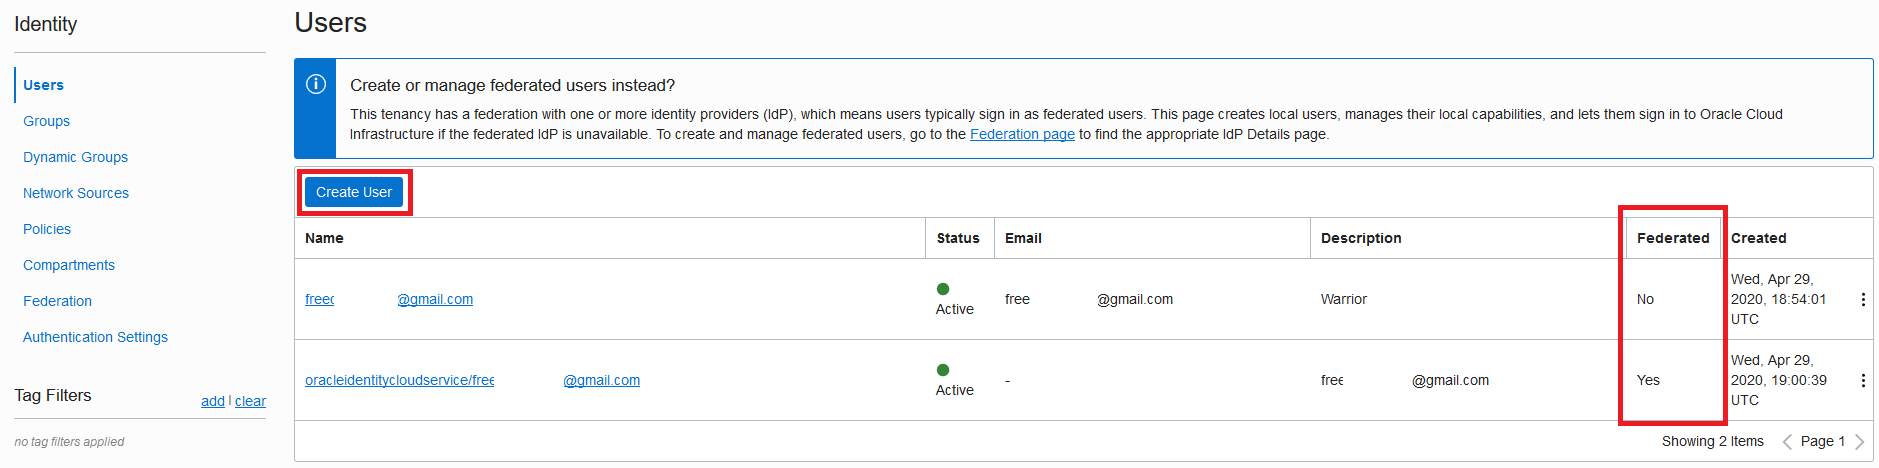 Identity
Users
Groups
Dynamic Groups
Network Sources
Policies
Compartments
Federation
Authentication Settings
Tag Filters
add | clear
no tag filters applied
Users
Create or manage federated users instead?
This tenancy has a federation with one or more identity providers (IdP), which means users typically sign in as federated users. This page creates local users, manages their local capabilities, and lets them sign in to Oracle Cloud
Infrastructure if the federated IdP is unavailable. To create and manage federated users, go to the Federation page to find the appropriate IdP Details page.
Create User
Name Status Email Description Federated Created
free @gmail.com
Active
free @gmail.com
Warrior
No
Wed, Apr 29,
2020, 18:54:01
UTC
oracleidentitycloudservice/free @gmail.com
Active
-
free @gmail.com
Yes
Wed, Apr 29,
2020, 19:00:39
UTC
Showing 2 Items
Page 1